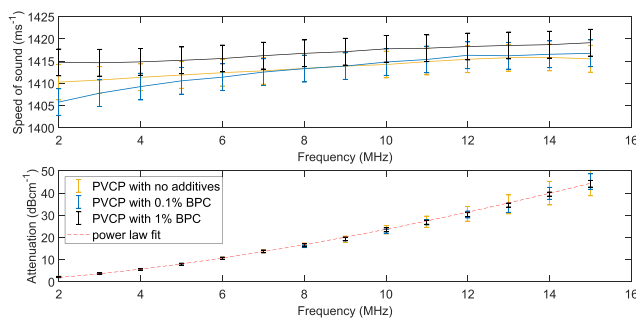 1425
1420
1415
1410
1405
1400
Speed of sound (ms⁻¹)
2 4 6 8 10 12 14 16
Frequency (MHz)
50
40
30
20
10
0
Attenuation (dBcm⁻¹)
PVCP with no additives
PVCP with 0.1% BPC
PVCP with 1% BPC
power law fit
2 4 6 8 10 12 14 16
Frequency (MHz)